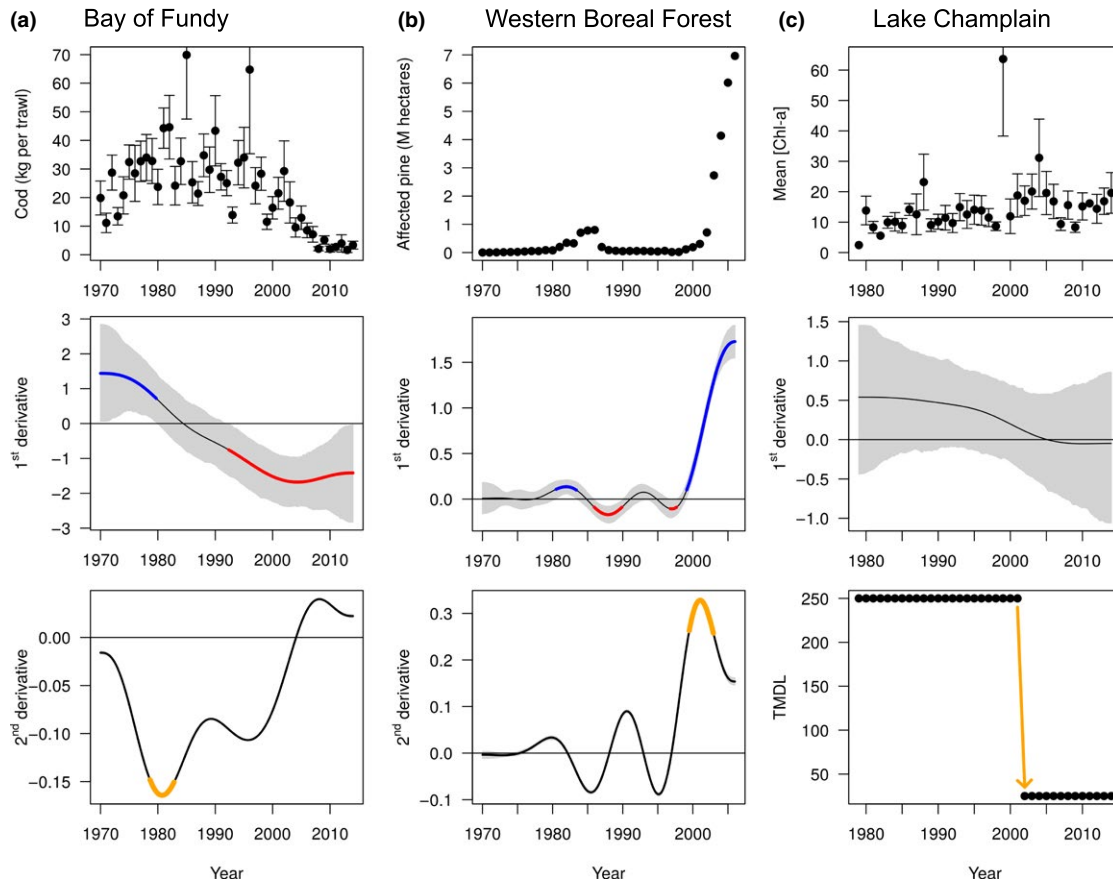 (a) Bay of Fundy
(b) Western Boreal Forest
(c) Lake Champlain
Cod (kg per trawl)
70
60
50
40
30
20
10
0
1970 1980 1990 2000 2010
Affected pine (M hectares)
7
6
5
4
3
2
1
0
1970 1980 1990 2000
Mean [Chl-a]
60
50
40
30
20
10
0
1980 1990 2000 2010
1st derivative
3
2
1
0
−1
−2
−3
1970 1980 1990 2000 2010
1st derivative
1.5
1.0
0.5
0.0
1970 1980 1990 2000
1st derivative
1.5
1.0
0.5
0.0
−0.5
−1.0
1980 1990 2000 2010
2nd derivative
0.00
−0.05
−0.10
−0.15
1970 1980 1990 2000 2010
Year
2nd derivative
0.3
0.2
0.1
0.0
−0.1
1970 1980 1990 2000
Year
TMDL
250
200
150
100
50
1980 1990 2000 2010
Year